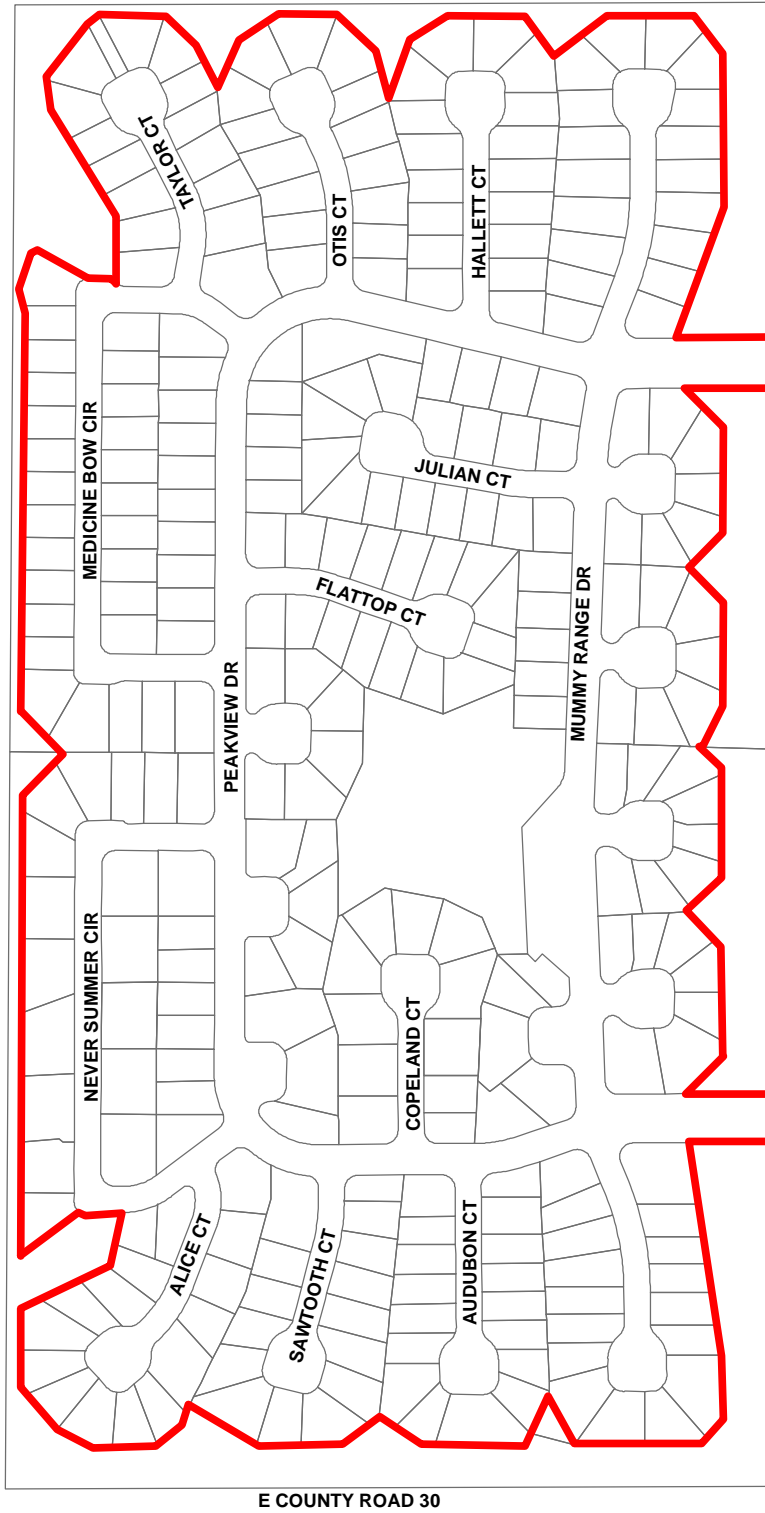 TAYLOR CT
OTIS CT
HALLETT CT
MEDICINE BOW CIR
JULIAN CT
FLATTOP CT
MUMMY RANGE DR
PEAKVIEW DR
NEVER SUMMER CIR
COPELAND CT
ALICE CT
SAWTOOTH CT
AUDUBON CT
E COUNTY ROAD 30